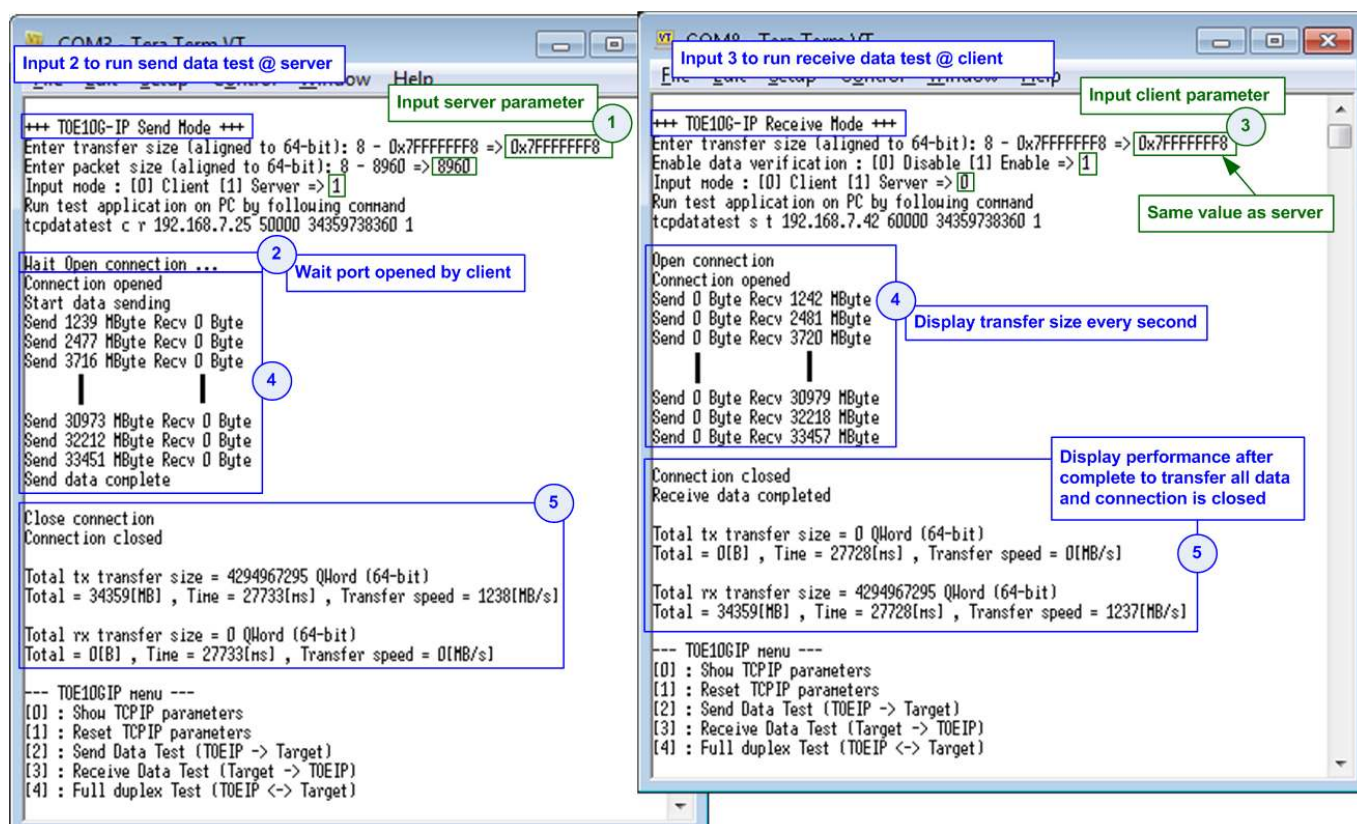 COM3 - Tera Term VT
Input 2 to run send data test @ server
File Edit Setup Control Window Help
Input server parameter
1
+++ TOE10G-IP Send Mode +++
Enter transfer size (aligned to 64-bit): 8 - 0x7FFFFFFF8 => 0x7FFFFFFF8
Enter packet size (aligned to 64-bit): 8 - 8960 => 8960
Input mode : [0] Client [1] Server => 1
Run test application on PC by following command
tcpdatatest c r 192.168.7.25 50000 34359738360 1
Wait Open connection ...
2
Wait port opened by client
Connection opened
Start data sending
Send 1239 MByte Recv 0 Byte
Send 2477 MByte Recv 0 Byte
Send 3716 MByte Recv 0 Byte
4
Send 30973 MByte Recv 0 Byte
Send 32212 MByte Recv 0 Byte
Send 33451 MByte Recv 0 Byte
Send data complete
5
Close connection
Connection closed
Total tx transfer size = 4294967295 QWord (64-bit)
Total = 34359[MB] , Time = 27733[ms] , Transfer speed = 1238[MB/s]
Total rx transfer size = 0 QWord (64-bit)
Total = 0[B] , Time = 27733[ms] , Transfer speed = 0[MB/s]
--- TOE10GIP menu ---
[0] : Show TCPIP parameters
[1] : Reset TCPIP parameters
[2] : Send Data Test (TOEIP -> Target)
[3] : Receive Data Test (Target -> TOEIP)
[4] : Full duplex Test (TOEIP <-> Target)
VT COM8 - Tera Term VT
Input 3 to run receive data test @ client
File Edit Setup Control Window Help
Input client parameter
3
+++ TOE10G-IP Receive Mode +++
Enter transfer size (aligned to 64-bit): 8 - 0x7FFFFFFF8 => 0x7FFFFFFF8
Enable data verification : [0] Disable [1] Enable => 1
Input mode : [0] Client [1] Server => 0
Same value as server
Run test application on PC by following command
tcpdatatest s t 192.168.7.42 60000 34359738360 1
Open connection
Connection opened
Send 0 Byte Recv 1242 MByte
Send 0 Byte Recv 2481 MByte
Send 0 Byte Recv 3720 MByte
4
Display transfer size every second
Send 0 Byte Recv 30979 MByte
Send 0 Byte Recv 32218 MByte
Send 0 Byte Recv 33457 MByte
Display performance after
complete to transfer all data
and connection is closed
Connection closed
Receive data completed
5
Total tx transfer size = 0 QWord (64-bit)
Total = 0[B] , Time = 27728[ms] , Transfer speed = 0[MB/s]
Total rx transfer size = 4294967295 QWord (64-bit)
Total = 34359[MB] , Time = 27728[ms] , Transfer speed = 1237[MB/s]
--- TOE10GIP menu ---
[0] : Show TCPIP parameters
[1] : Reset TCPIP parameters
[2] : Send Data Test (TOEIP -> Target)
[3] : Receive Data Test (Target -> TOEIP)
[4] : Full duplex Test (TOEIP <-> Target)